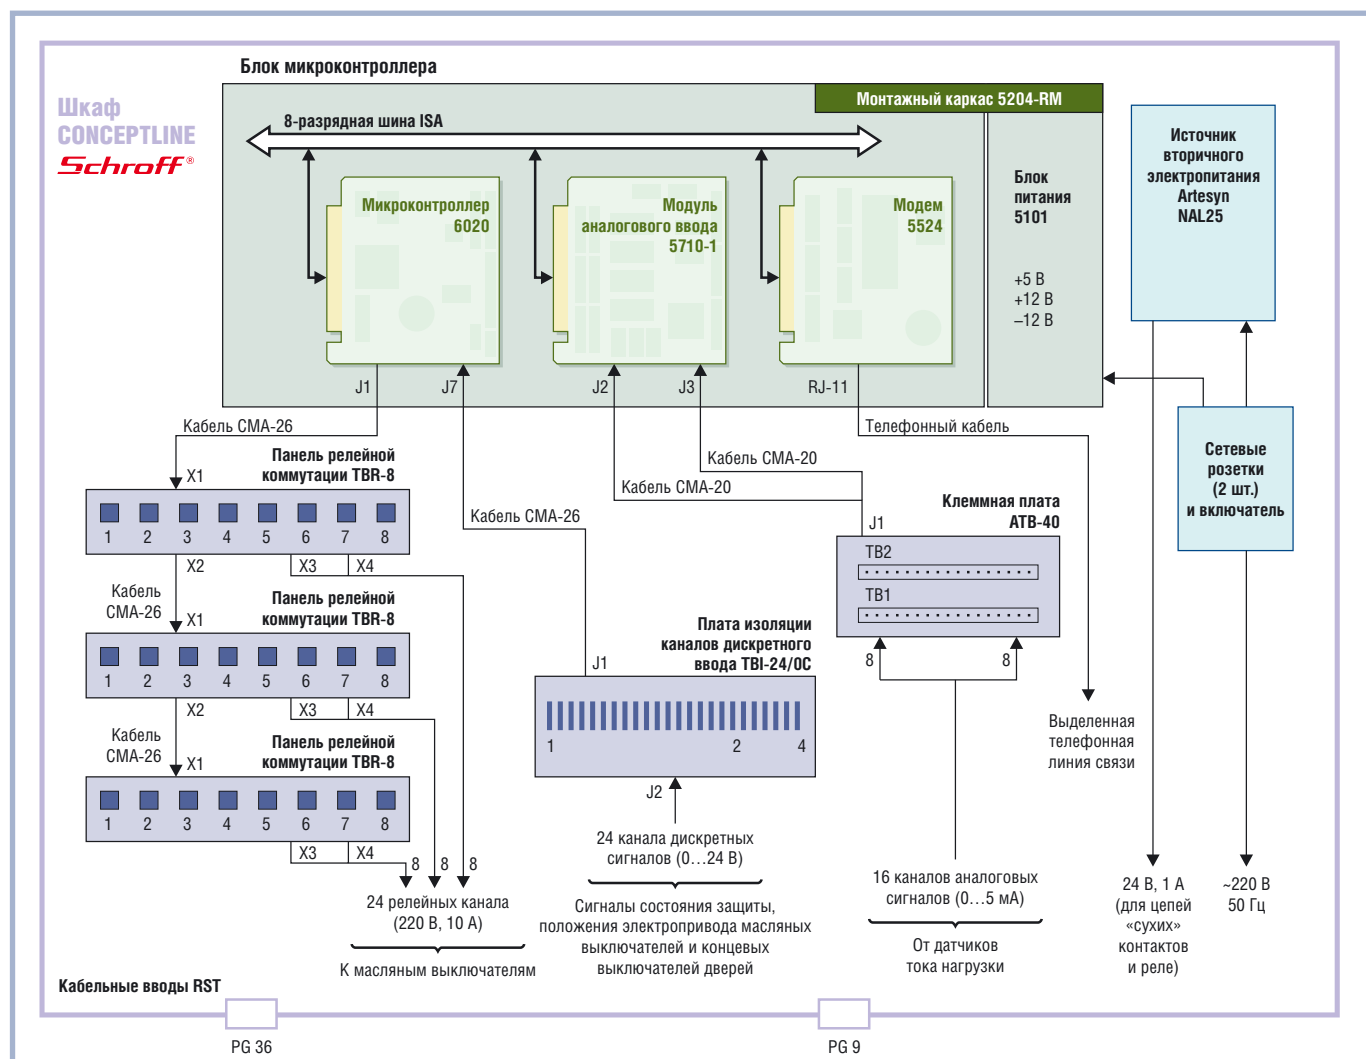 Блок микроконтроллера
Шкаф
CONCEPTLINE
Schroff®
Монтажный каркас 5204-RM
8-разрядная шина ISA
Микроконтроллер
6020
Модуль
аналогового ввода
5710-1
Модем
5524
Блок
питания
5101
+5 В
+12 В
–12 В
Источник
вторичного
электропитания
Artesyn
NAL25
J1
J7
J2
J3
RJ-11
Кабель СМА-26
Телефонный кабель
Сетевые
розетки
(2 шт.)
и включатель
Панель релейной
коммутации TBR-8
X1
1 2 3 4 5 6 7 8
X2
X3
X4
Кабель
СМА-26
Панель релейной
коммутации TBR-8
X1
1 2 3 4 5 6 7 8
X2
X3
X4
Кабель
СМА-26
Панель релейной
коммутации TBR-8
X1
1 2 3 4 5 6 7 8
X3
X4
8
8
8
24 релейных канала
(220 В, 10 А)
К масляным выключателям
Кабель СМА-20
Кабель СМА-20
Кабель СМА-26
Плата изоляции
каналов дискретного
ввода TBI-24/0C
J1
1 2 4
J2
24 канала дискретных
сигналов (0…24 В)
Сигналы состояния защиты,
положения электропривода масляных
выключателей и концевых
выключателей дверей
Клеммная плата
АТВ-40
J1
TB2
TB1
8
8
16 каналов аналоговых
сигналов (0…5 мА)
От датчиков
тока нагрузки
Выделенная
телефонная
линия связи
24 В, 1 А
(для цепей
«сухих»
контактов
и реле)
~220 В
50 Гц
Кабельные вводы RST
PG 36
PG 9